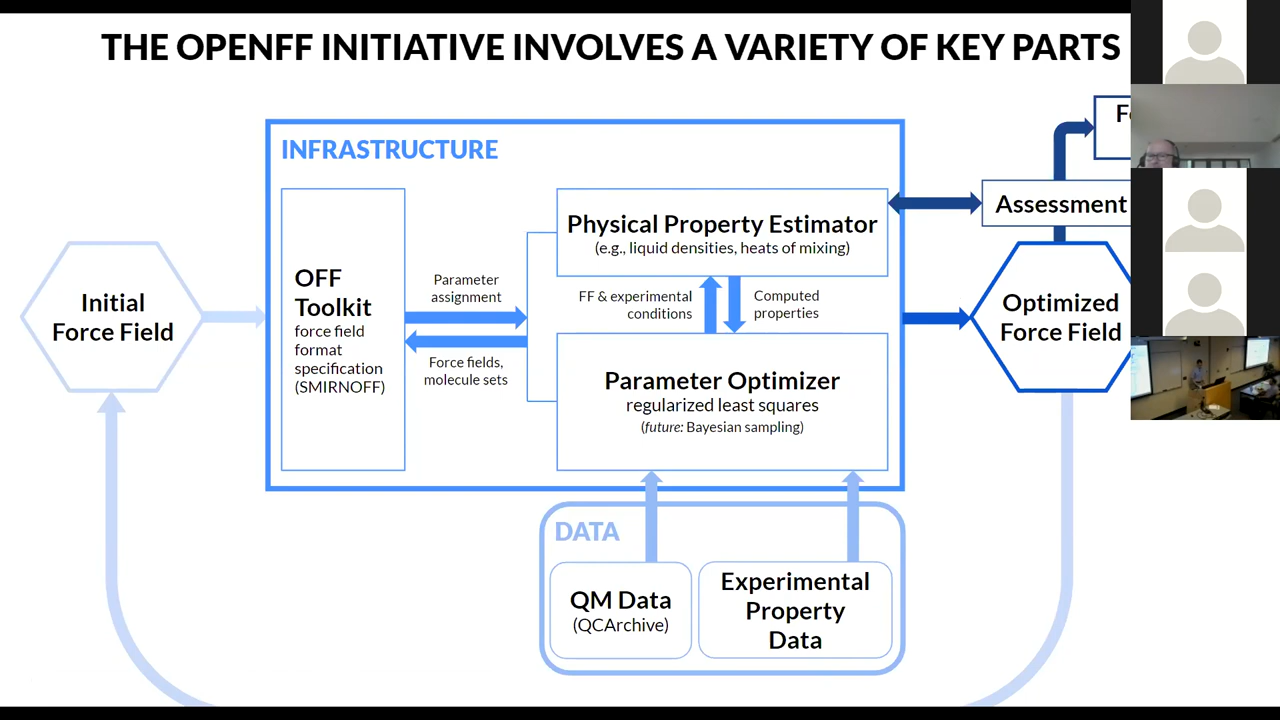 THE OPENFF INITIATIVE INVOLVES A VARIETY OF KEY PARTS
INFRASTRUCTURE
Initial
Force Field
OFF
Toolkit
force field
format
specification
(SMIRNOFF)
Parameter
assignment
Force fields,
molecule sets
Physical Property Estimator
(e.g., liquid densities, heats of mixing)
FF & experimental
conditions
Computed
properties
Parameter Optimizer
regularized least squares
(future: Bayesian sampling)
Assessment
Optimized
Force Field
DATA
QM Data
(QCArchive)
Experimental
Property
Data